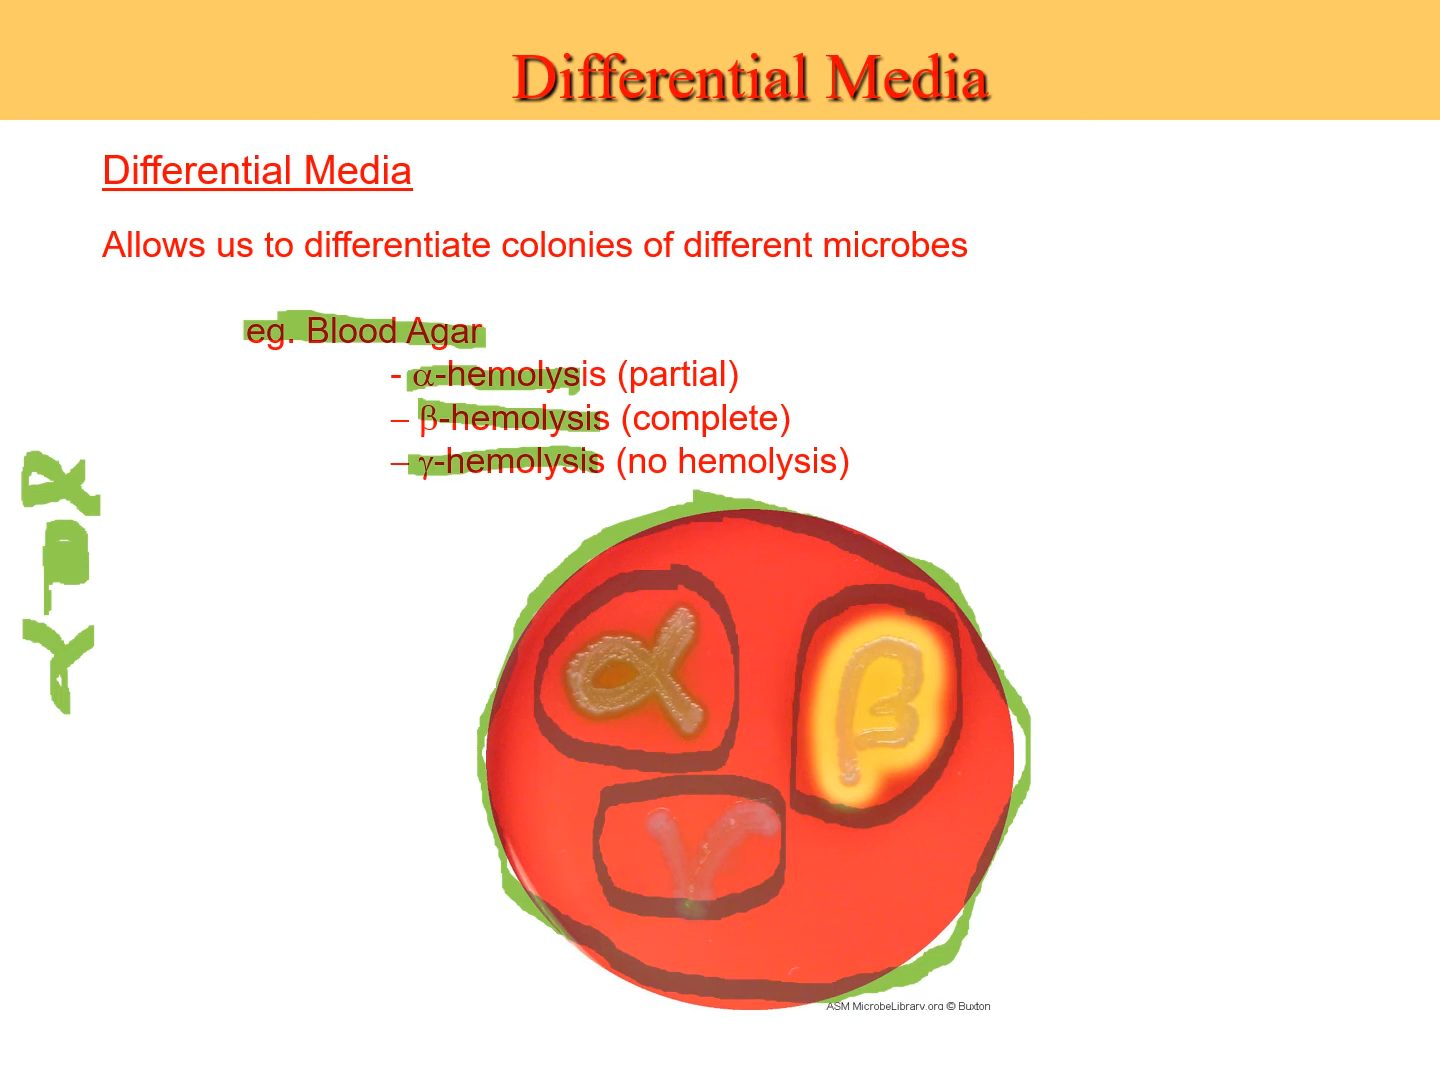 Differential Media
Differential Media
Allows us to differentiate colonies of different microbes
eg. Blood Agar
- α-hemolysis (partial)
– β-hemolysis (complete)
– γ-hemolysis (no hemolysis)
α
β
γ
α
β
γ
ASM MicrobeLibrary.org © Buxton